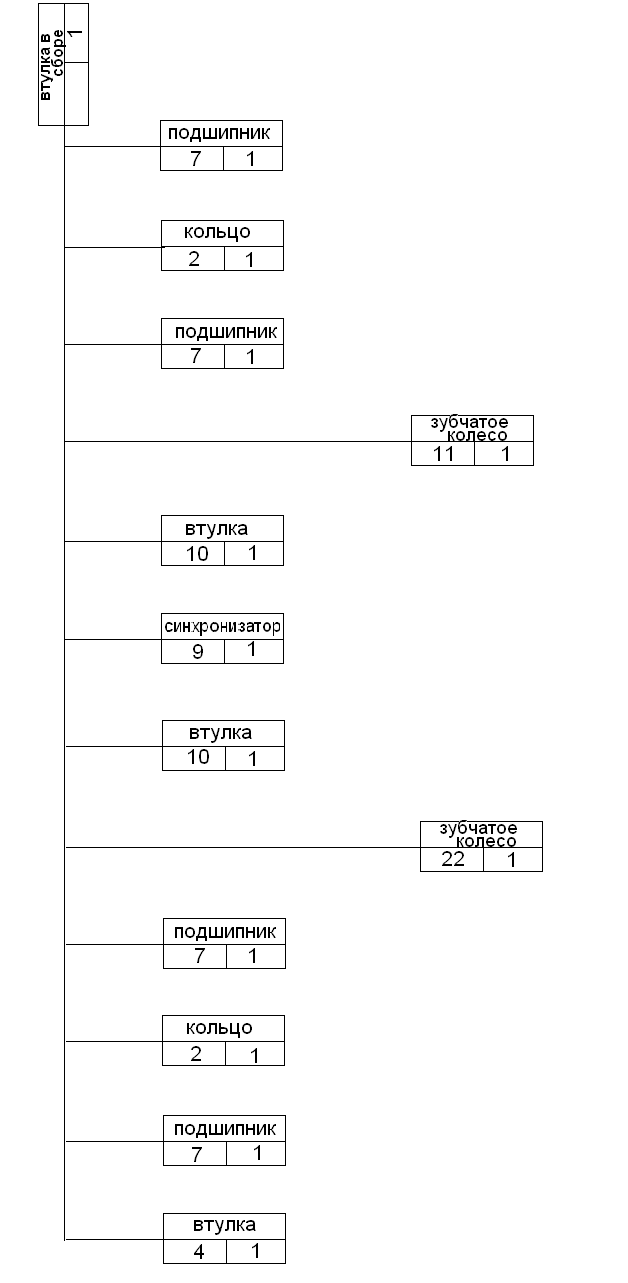 втулка в
сборе
1
подшипник
7 1
кольцо
2 1
подшипник
7 1
зубчатое
колесо
11 1
втулка
10 1
синхронизатор
9 1
втулка
10 1
зубчатое
колесо
22 1
подшипник
7 1
кольцо
2 1
подшипник
7 1
втулка
4 1